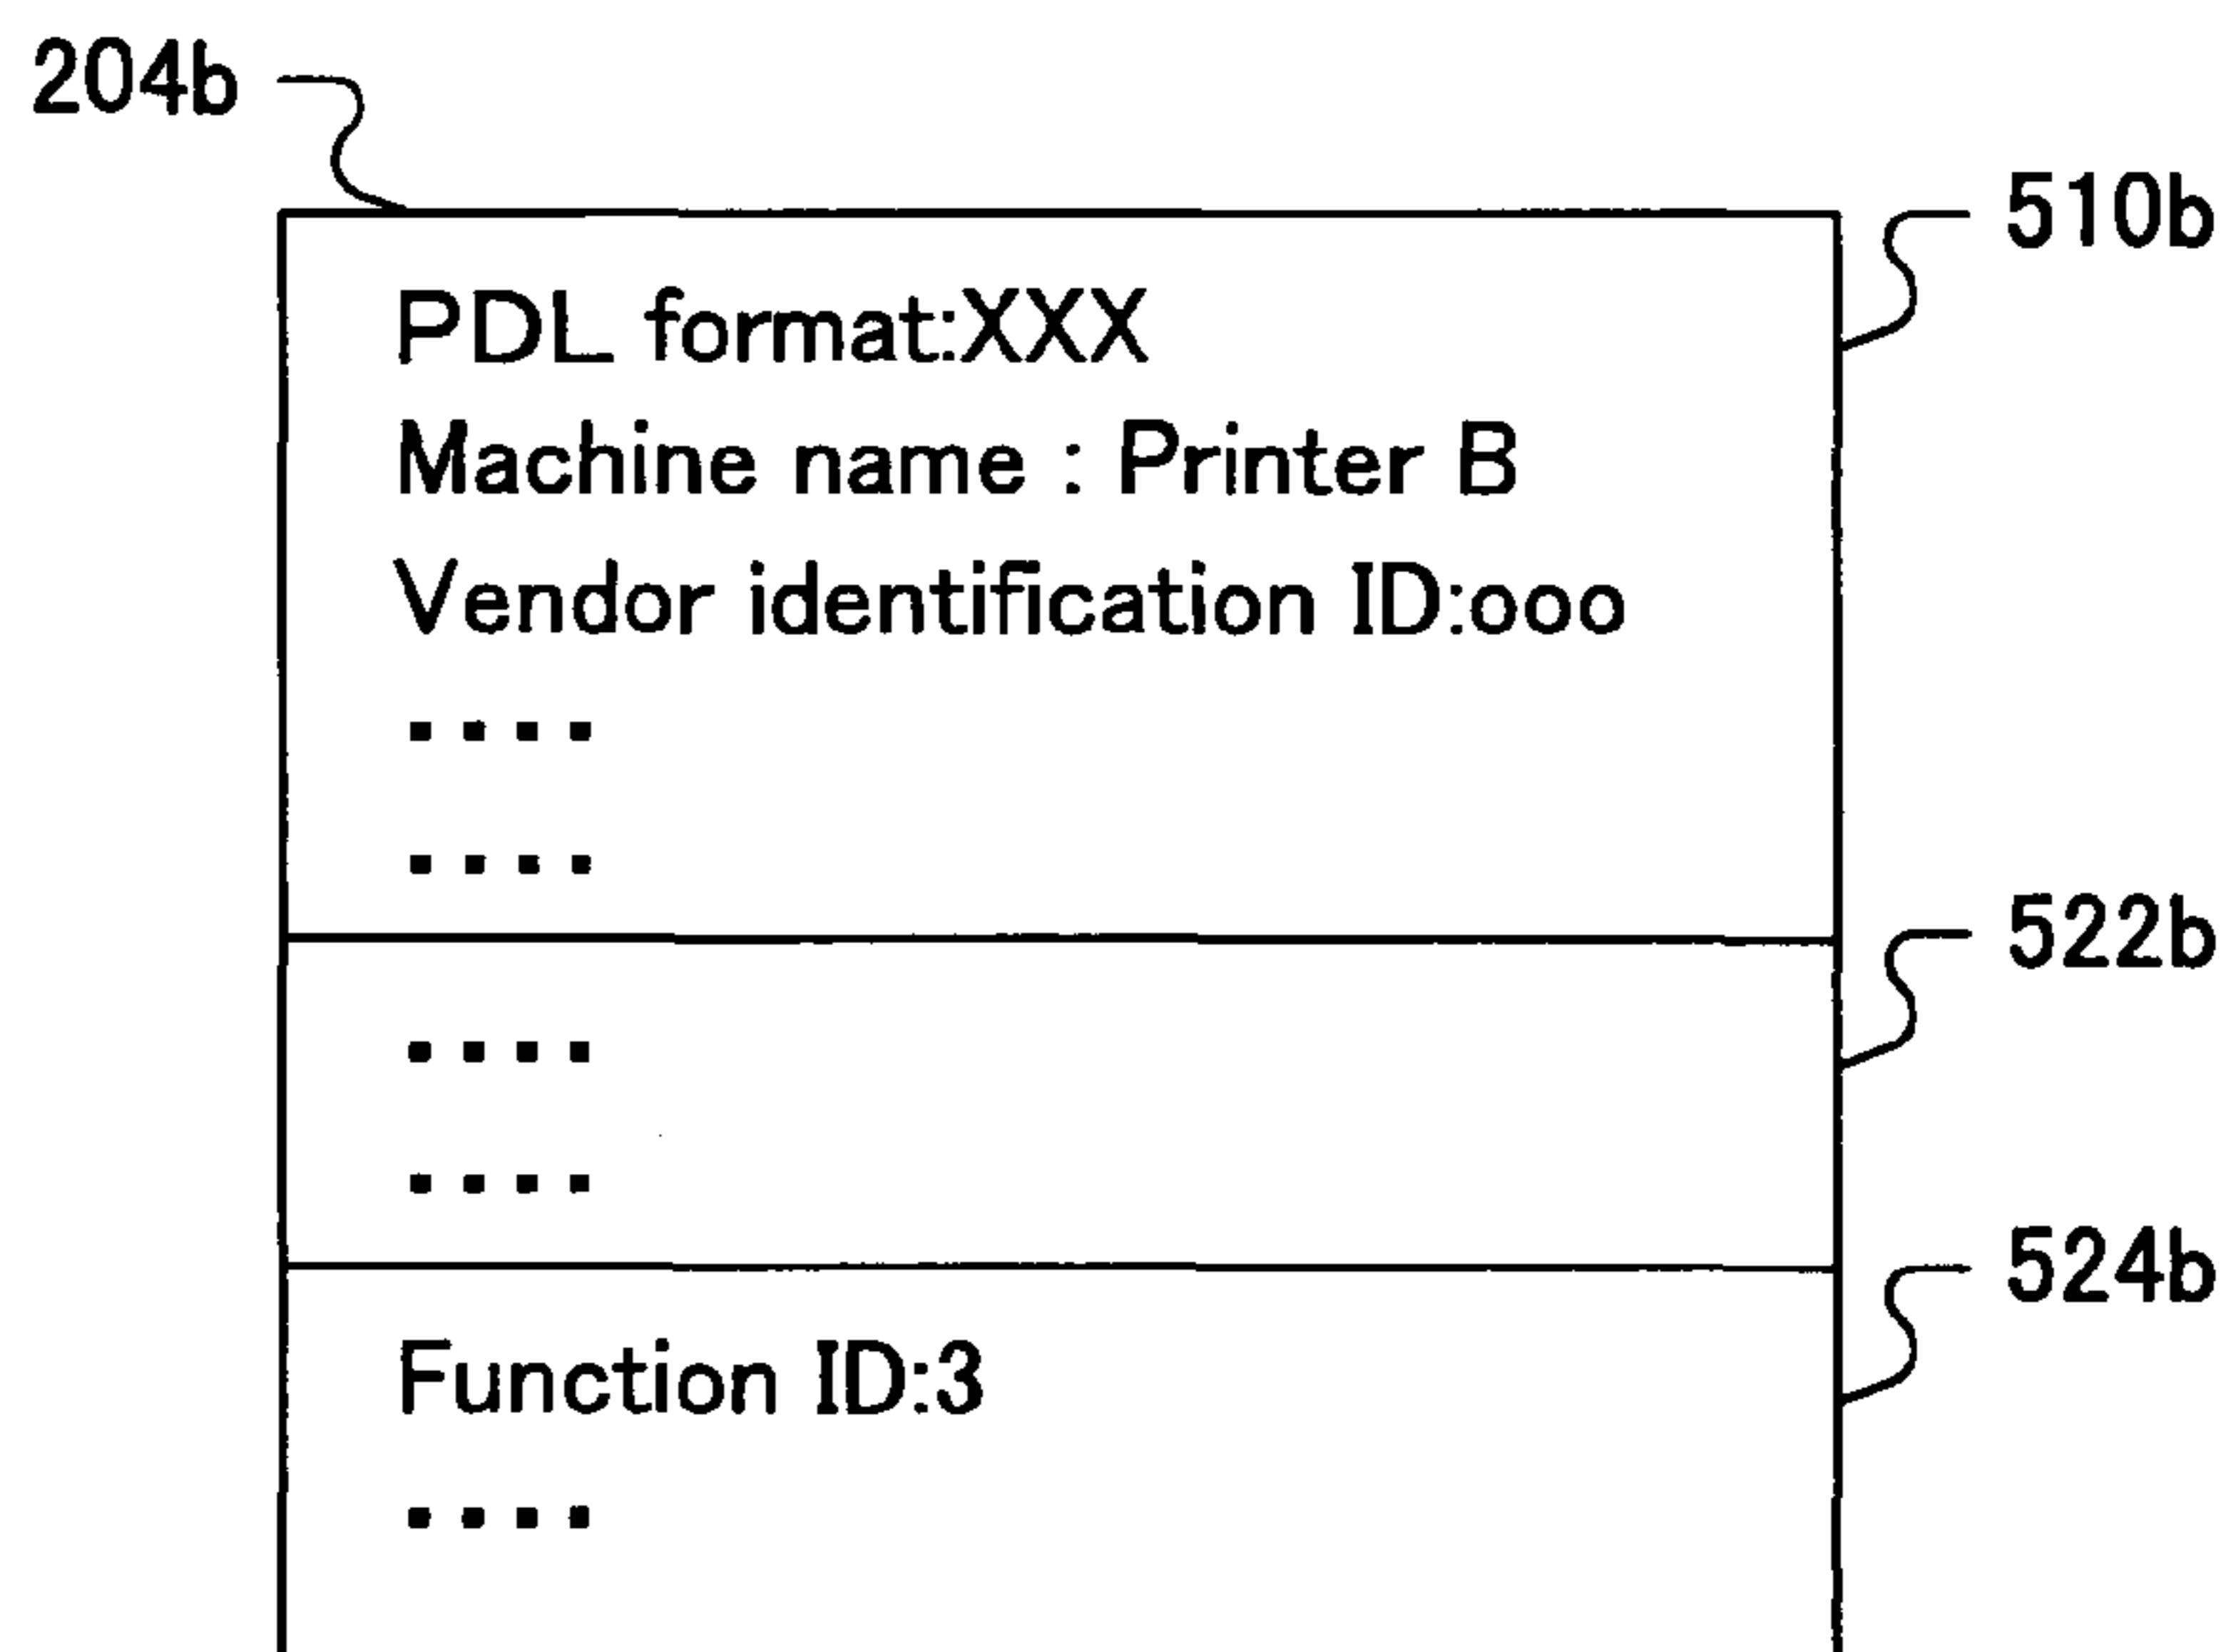 204b
510b
PDL format:XXX
Machine name : Printer B
Vendor identification ID:ooo
....
....
522b
....
....
524b
Function ID:3
....